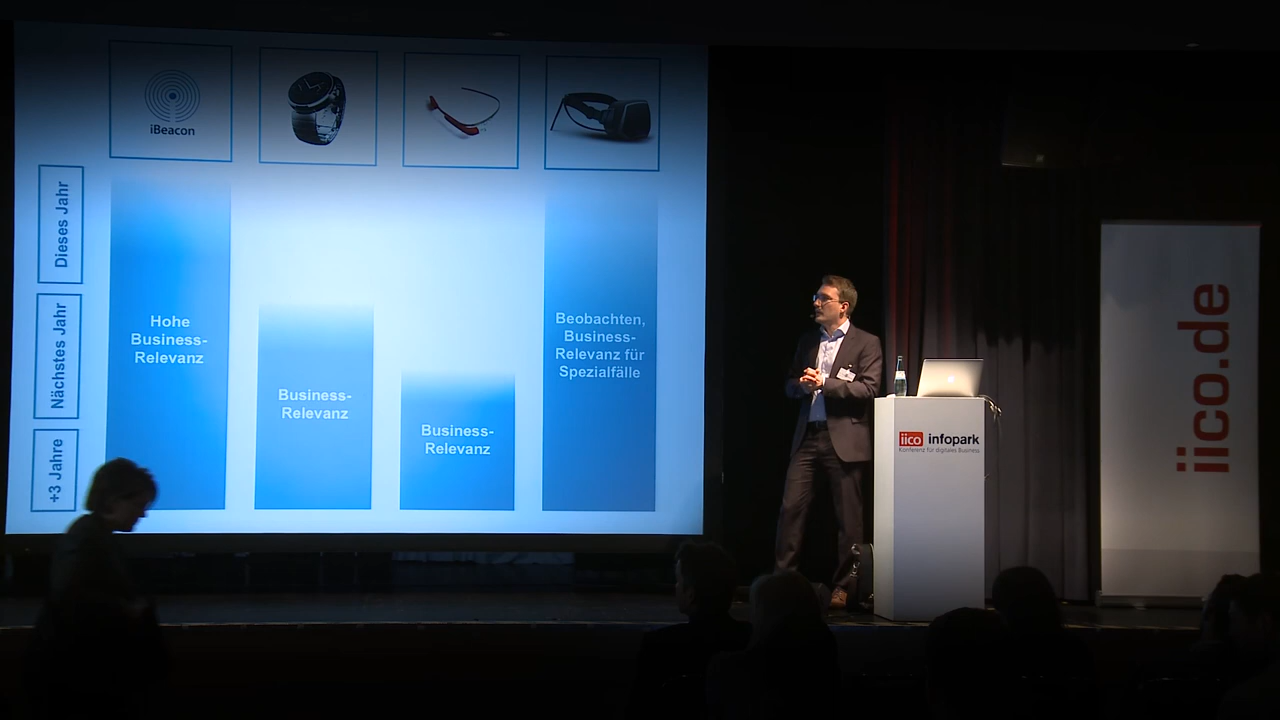 iBeacon
Dieses Jahr
Nächstes Jahr
+3 Jahre
Hohe
Business-
Relevanz
Business-
Relevanz
Business-
Relevanz
Beobachten,
Business-
Relevanz für
Spezialfälle
iico infopark
Konferenz für digitales Business
iico.de